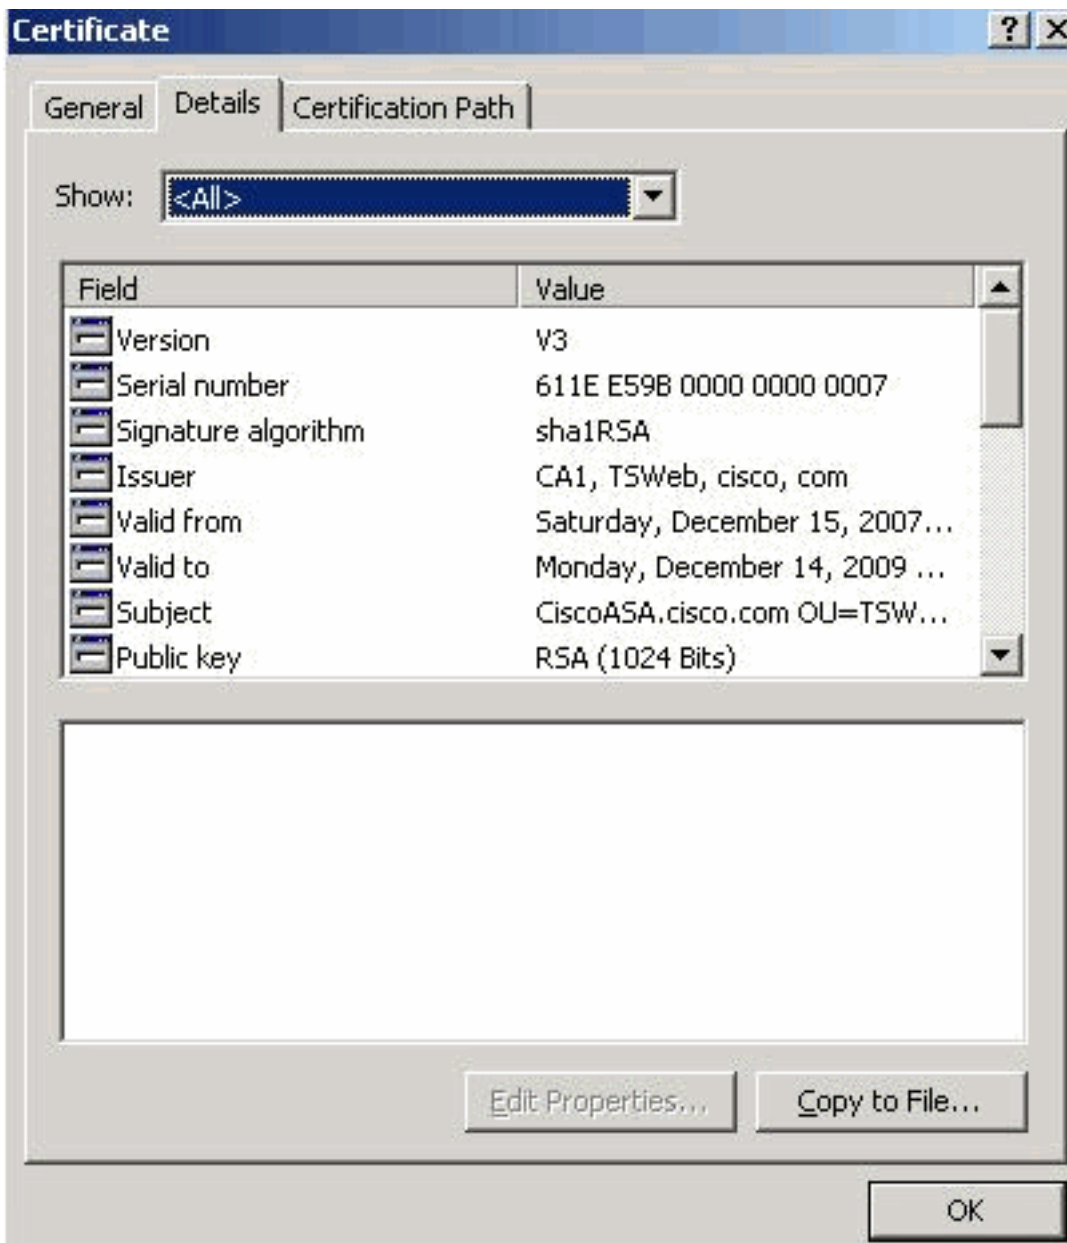 Certificate
General Details Certification Path
Show: <All>
Field Value
Version V3
Serial number 611E E59B 0000 0000 0007
Signature algorithm sha1RSA
Issuer CA1, TSWeb, cisco, com
Valid from Saturday, December 15, 2007...
Valid to Monday, December 14, 2009 ...
Subject CiscoASA.cisco.com OU=TSW...
Public key RSA (1024 Bits)
Edit Properties... Copy to File...
OK